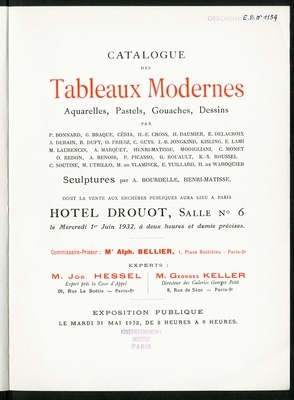 GESCHENK E.P. N° 1134
CATALOGUE
DES
Tableaux Modernes
Aquarelles, Pastels, Gouaches, Dessins
PAR
P. BONNARD, G. BRAQUE, CÉRIA, H.-E. CROSS, H. DAUMIER, E. DELACROIX
A. DERAIN, R. DUFY, O. FRIESZ, C. GUYS, J.-B. JONGKIND, KISLING, E. LAMI
M. LAURENCIN, A. MARQUET, HENRI-MATISSE, MODIGLIANI, C. MONET
O. REDON, A. RENOIR, P. PICASSO, G. ROUAULT, K.-X. ROUSSEL
C. SOUTINE, M. UTRILLO, M. DE VLAMINCK, E. VUILLARD, H. DE WAROQUIER
Sculptures PAR A. BOURDELLE, HENRI-MATISSE,
DONT LA VENTE AUX ENCHÈRES PUBLIQUES AURA LIEU A PARIS
HOTEL DROUOT, SALLE N° 6
le Mercredi 1er Juin 1932, à deux heures et demie précises.
Commissaire-Priseur : Me Alph. BELLIER, 1, Place Boïeldieu - Paris-2e
EXPERTS :
M. JOS. HESSEL
Expert près la Cour d'Appel
26, Rue La Boëtie — Paris-8e
M. GEORGES KELLER
Directeur des Galeries Georges Petit
8, Rue de Sèze — Paris-9e
EXPOSITION PUBLIQUE
LE MARDI 31 MAI 1932, DE 2 HEURES A 6 HEURES.
KUNSTHISTORISCHES
INSTITUT
PARIS